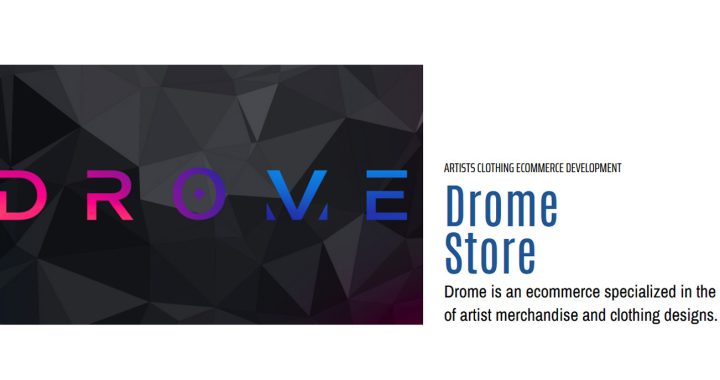 DROME
ARTISTS CLOTHING ECOMMERCE DEVELOPMENT
Drome
Store
Drome is an ecommerce specialized in the
of artist merchandise and clothing designs.